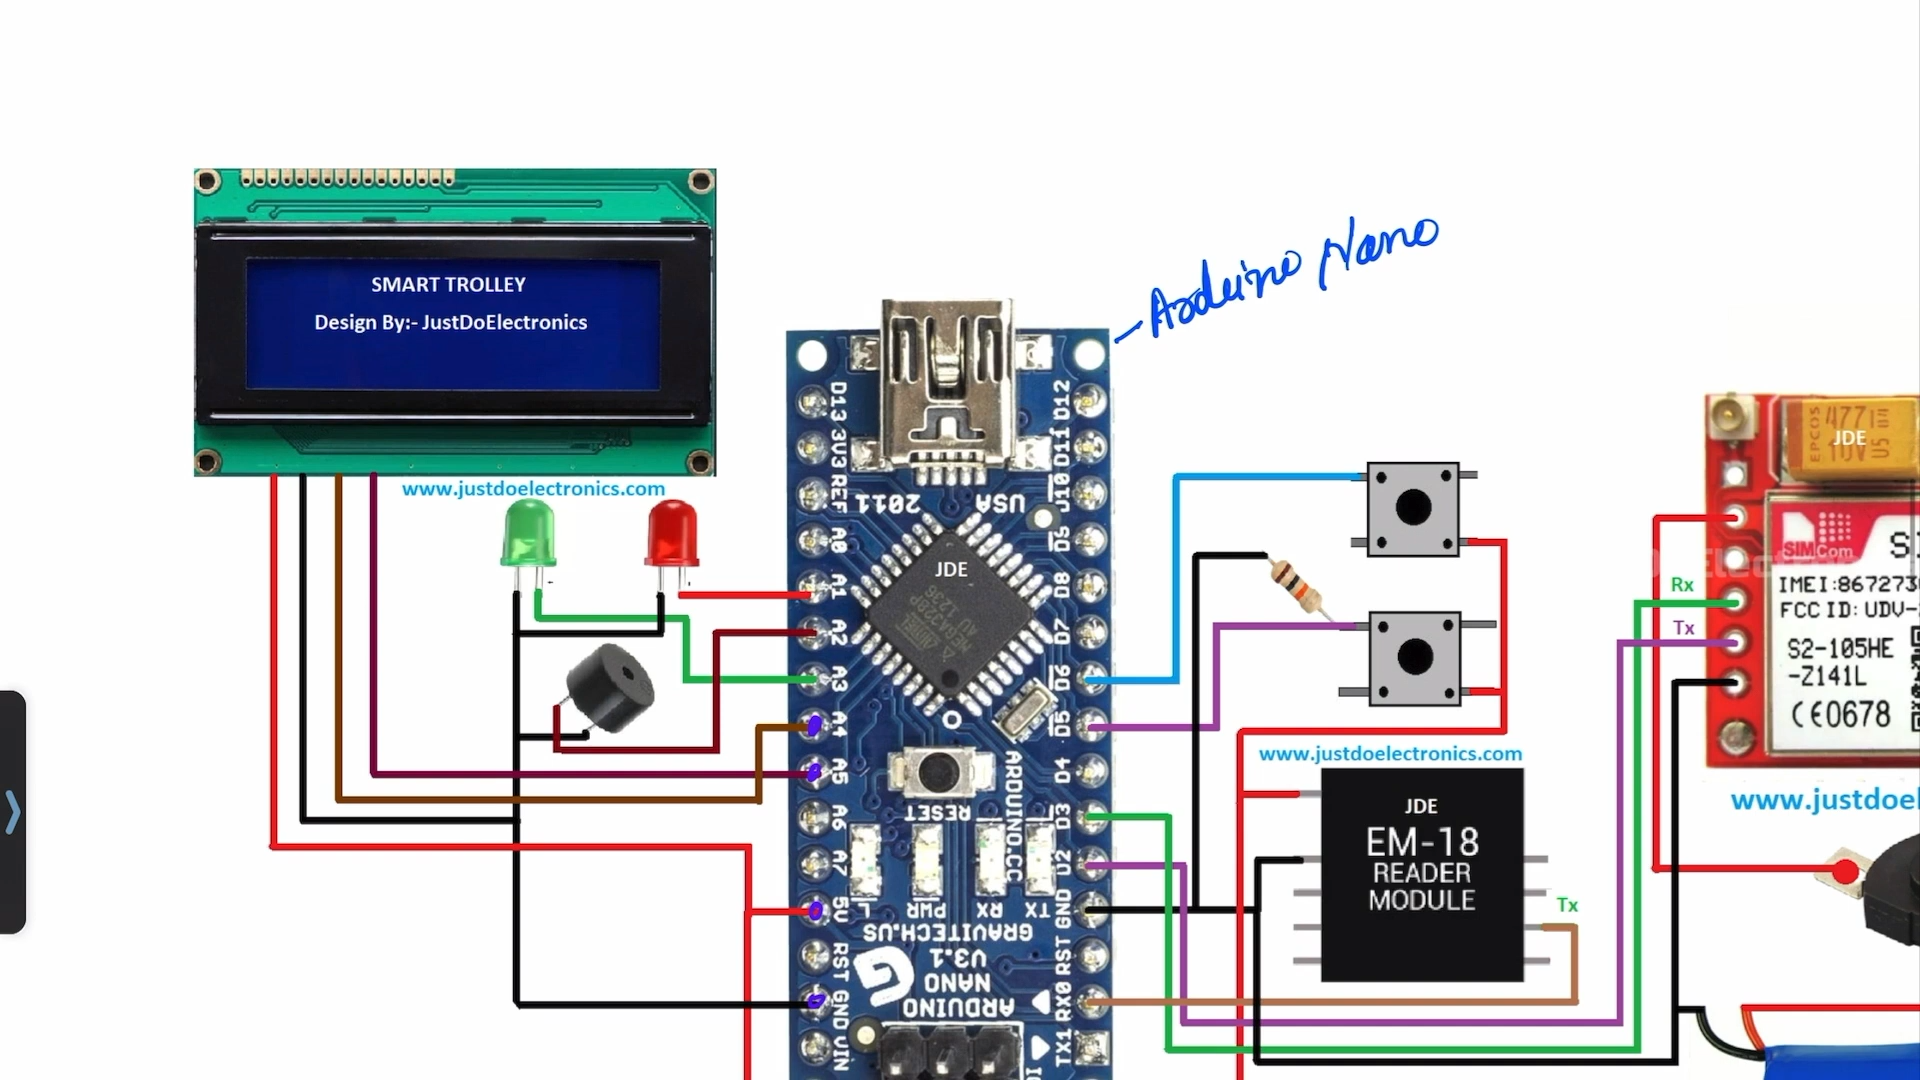 SMART TROLLEY
Design By:- JustDoElectronics
www.justdoelectronics.com
Arduino Nano
D13
3V3
REF
A0
A1
A2
A3
A4
A5
A6
A7
5V
RST
GND
VIN
D12
D11
D10
D9
D8
D7
D6
D5
D4
D3
D2
GND
RST
RX0
TX1
2011
USA
JDE
RESET
ARDUINO.CC
L
PWR
RX
TX
GRAVITECH.US
V3.1
NANO
ARDUINO
www.justdoelectronics.com
JDE
EM-18
READER
MODULE
Tx
Rx
Tx
EPCOS
477
10V
JDE
SIMCom
IMEI:867273
FCC ID: UDV-
S2-105HE
-Z141L
CE0678
www.justdoel